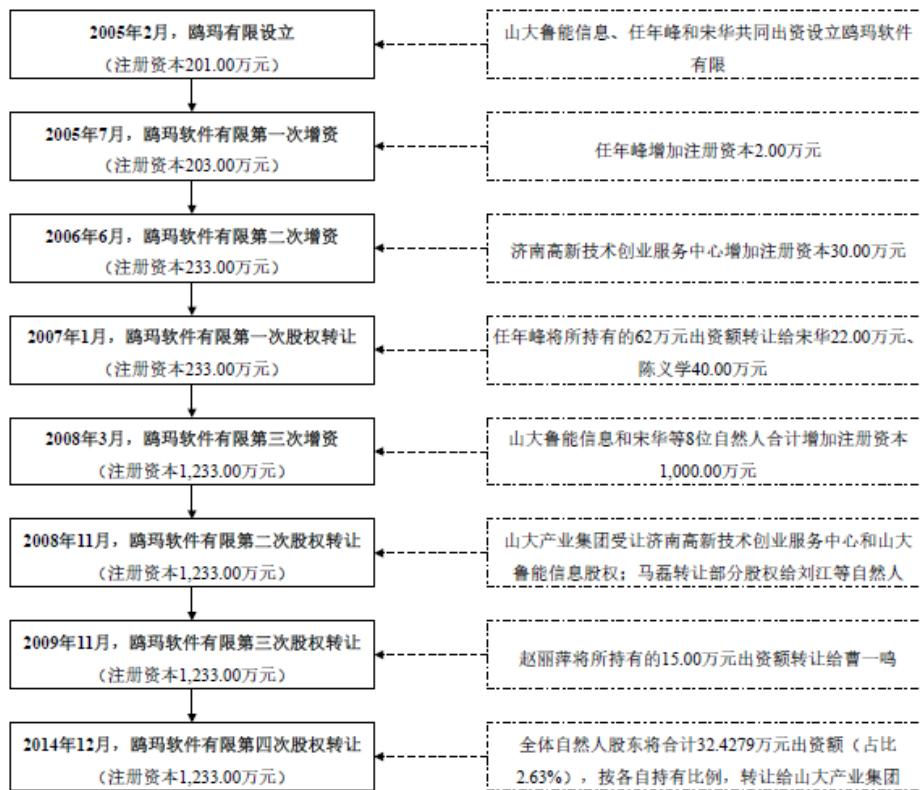 2005年2月，鸥玛有限设立
（注册资本201.00万元）
山大鲁能信息、任年峰和宋华共同出资设立鸥玛软件
有限
2005年7月，鸥玛软件有限第一次增资
（注册资本203.00万元）
任年峰增加注册资本2.00万元
2006年6月，鸥玛软件有限第二次增资
（注册资本233.00万元）
济南高新技术创业服务中心增加注册资本30.00万元
2007年1月，鸥玛软件有限第一次股权转让
（注册资本233.00万元）
任年峰将所持有的62万元出资额转让给宋华22.00万元、
陈义学40.00万元
2008年3月，鸥玛软件有限第三次增资
（注册资本1,233.00万元）
山大鲁能信息和宋华等8位自然人合计增加注册资本
1,000.00万元
2008年11月，鸥玛软件有限第二次股权转让
（注册资本1,233.00万元）
山大产业集团受让济南高新技术创业服务中心和山大
鲁能信息股权；马磊转让部分股权给刘江等自然人
2009年11月，鸥玛软件有限第三次股权转让
（注册资本1,233.00万元）
赵丽萍将所持有的15.00万元出资额转让给曹一鸣
2014年12月，鸥玛软件有限第四次股权转让
（注册资本1,233.00万元）
全体自然人股东将合计32.4279万元出资额（占比
2.63%），按各自持有比例，转让给山大产业集团